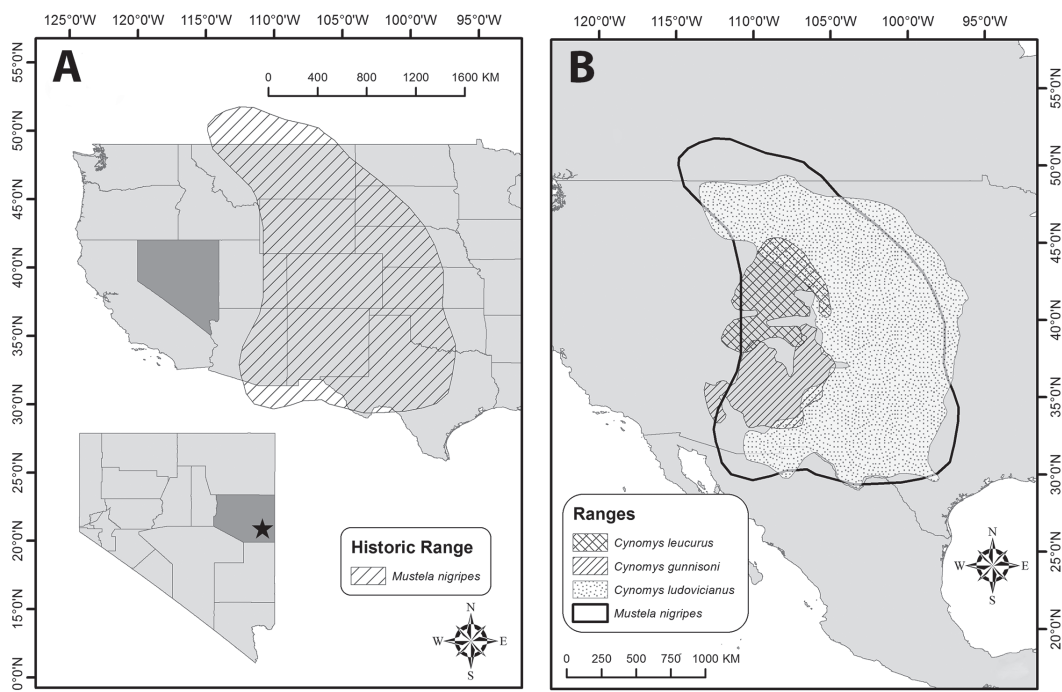 125°0'W 120°0'W 115°0'W 110°0'W 105°0'W 100°0'W 95°0'W
55°0'N
50°0'N
45°0'N
40°0'N
35°0'N
30°0'N
25°0'N
20°0'N
15°0'N
0°0'N
A
0 400 800 1200 1600 KM
Historic Range
Mustela nigripes
N
W E
S
120°0'W 115°0'W 110°0'W 105°0'W 100°0'W 95°0'W
B
55°0'N
50°0'N
45°0'N
40°0'N
35°0'N
30°0'N
25°0'N
20°0'N
Ranges
Cynomys leucurus
Cynomys gunnisoni
Cynomys ludovicianus
Mustela nigripes
N
W E
S
0 250 500 750 1000 KM